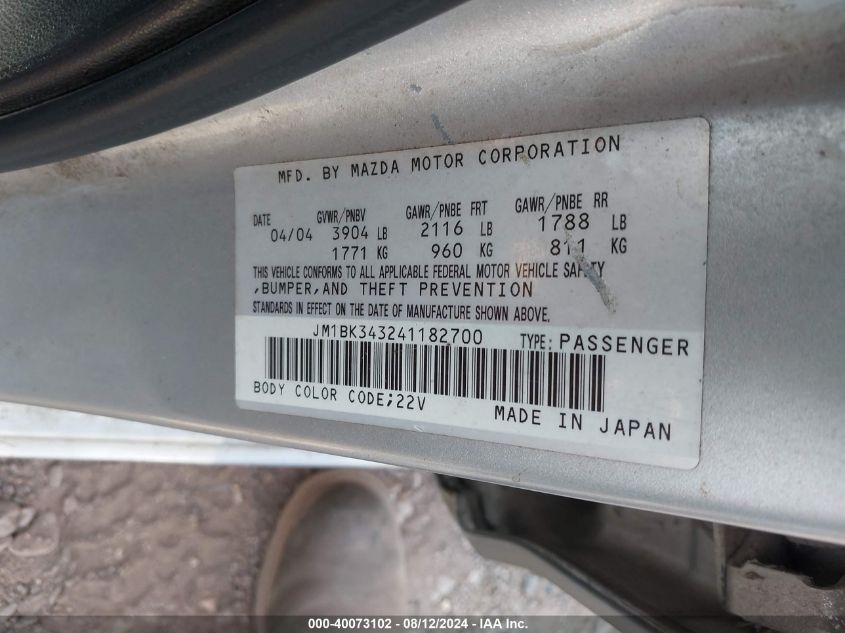 MFD. BY MAZDA MOTOR CORPORATION
DATE GVWR/PNBV GAWR/PNBE FRT GAWR/PNBE RR
04/04 3904 LB 2116 LB 1788 LB
1771 KG 960 KG 811 KG
THIS VEHICLE CONFORMS TO ALL APPLICABLE FEDERAL MOTOR VEHICLE SAFETY
,BUMPER,AND THEFT PREVENTION
STANDARDS IN EFFECT ON THE DATE OF MANUFACTURE SHOWN ABOVE.
JM1BK343241182700 TYPE: PASSENGER
BODY COLOR CODE;22V MADE IN JAPAN
000-40073102 - 08/12/2024 - IAA Inc.